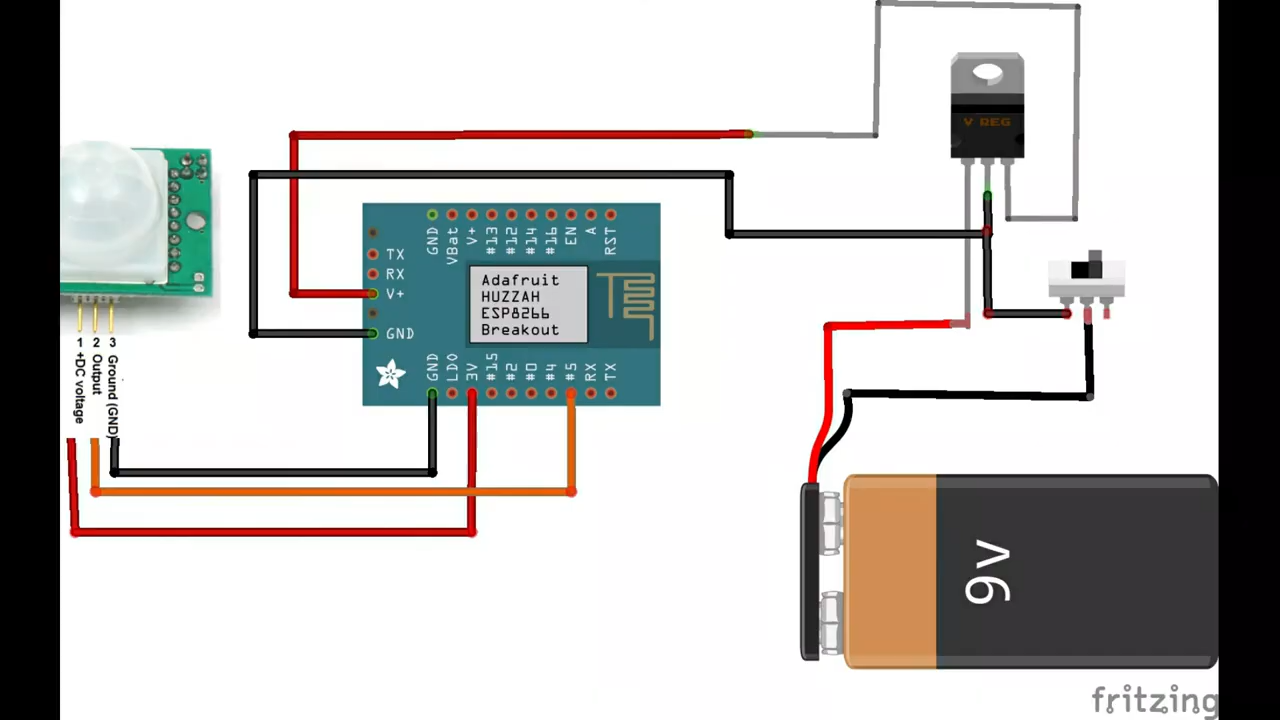 V REG
GND
VBat
V+
#13
#12
#14
#16
EN
A
RST
TX
RX
V+
GND
Adafruit
HUZZAH
ESP8266
Breakout
GND
LDO
3V
#15
#2
#0
#4
#5
RX
TX
1 2 3
+DC voltage
Output
Ground (GND)
9v
fritzing